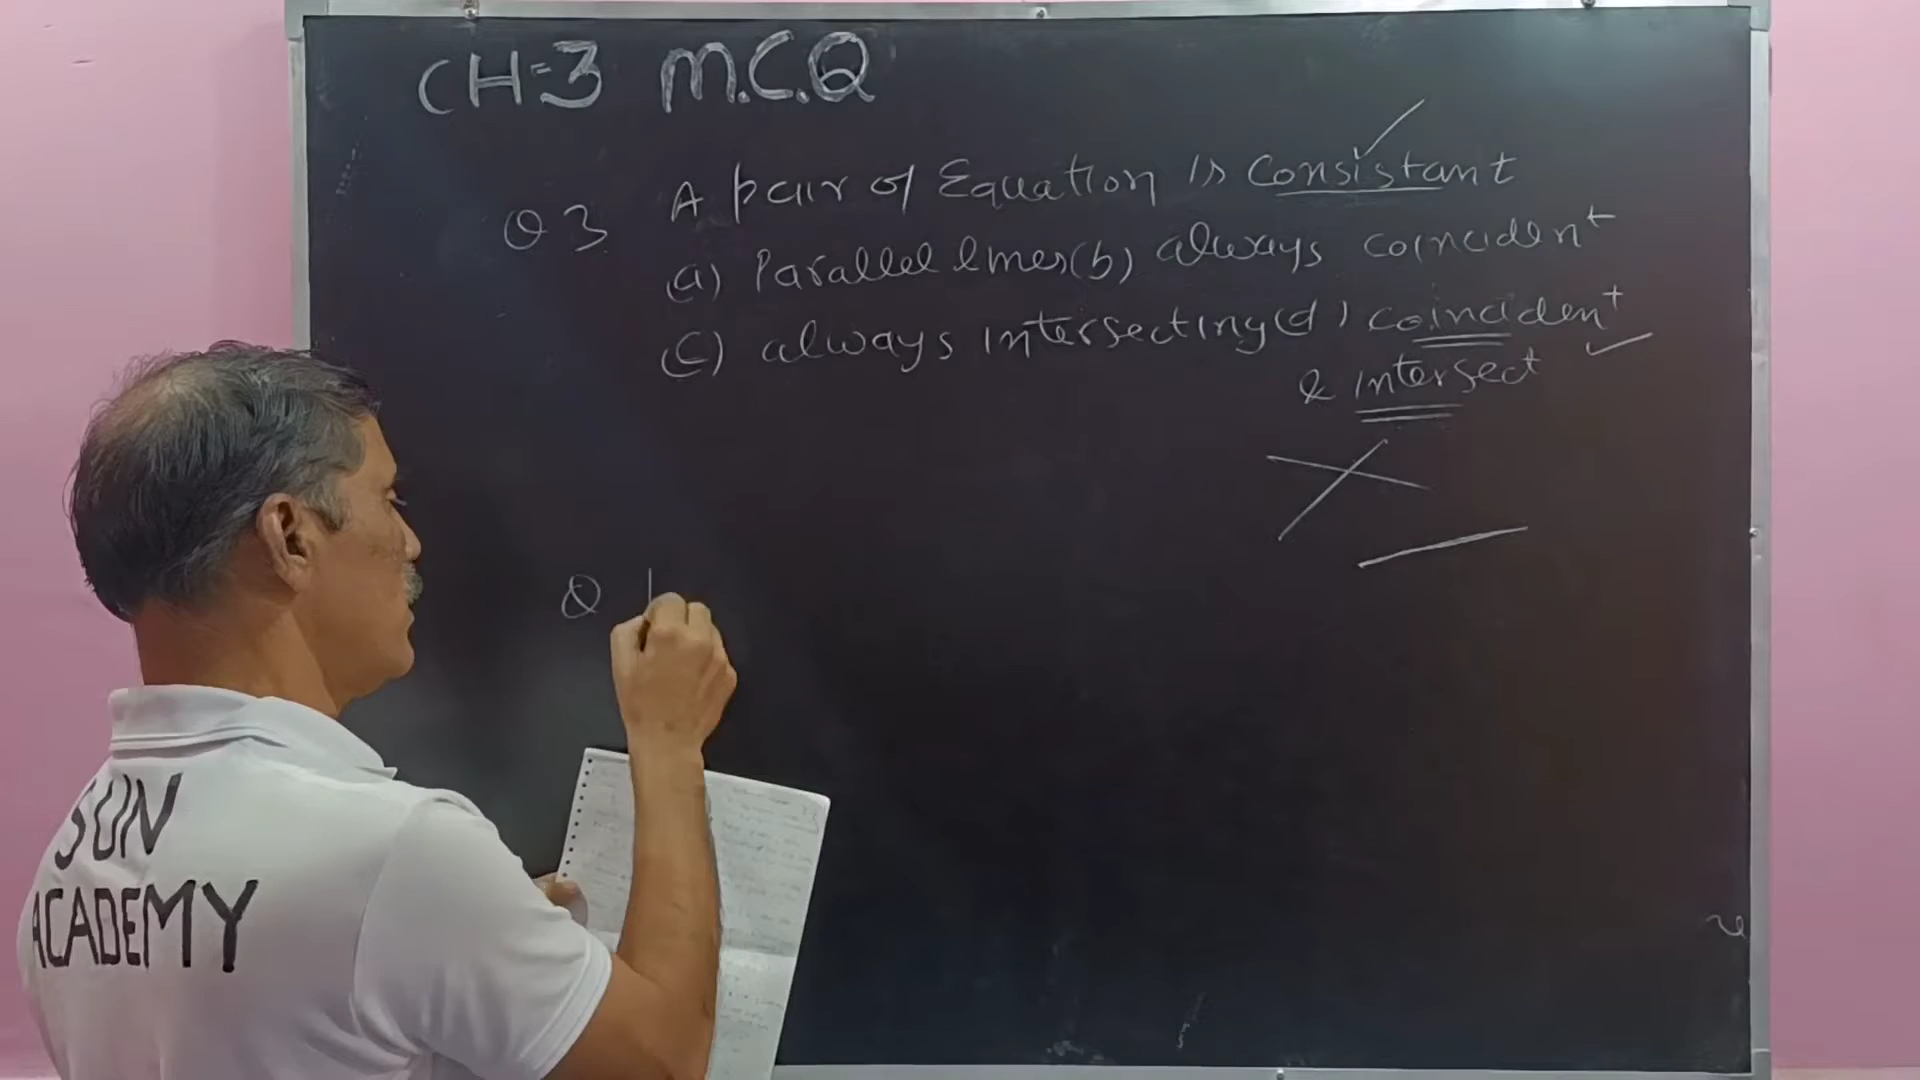 CH=3 M.C.Q
Q3 A pair of Equation is Consistant
(a) Parallel lines (b) always coincident
(c) always intersecting (d) coincident
& intersect
Q
SUN
ACADEMY